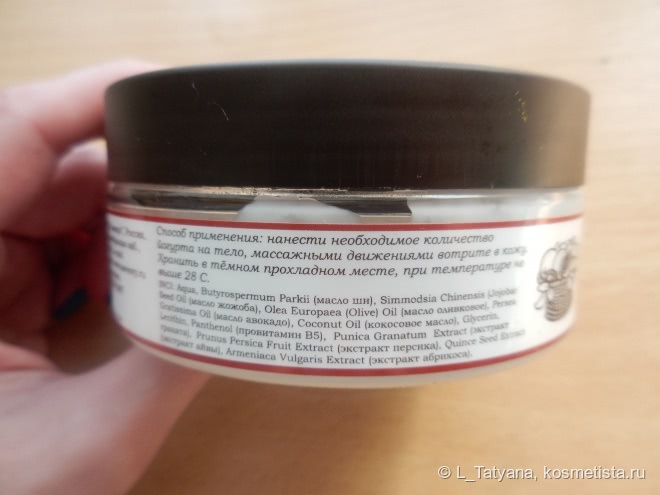 Способ применения: нанести необходимое количество
йогурта на тело, массажными движениями вотрите в кожу.
Хранить в тёмном прохладном месте, при температуре не
выше 28 С.
INCI: Aqua, Butyrospermum Parkii (масло ши), Simmodsia Chinensis (Jojoba)
Seed Oil (масло жожоба), Olea Europaea (Olive) Oil (масло оливковое), Persea
Gratissima Oil (масло авокадо), Coconut Oil (кокосовое масло), Glycerin,
Lecithin, Panthenol (провитамин В5), Punica Granatum Extract (экстракт
граната), Prunus Persica Fruit Extract (экстракт персика), Quince Seed Extract
(экстракт айвы), Armeniaca Vulgaris Extract (экстракт абрикоса).
Россия,
© L_Tatyana, kosmetista.ru